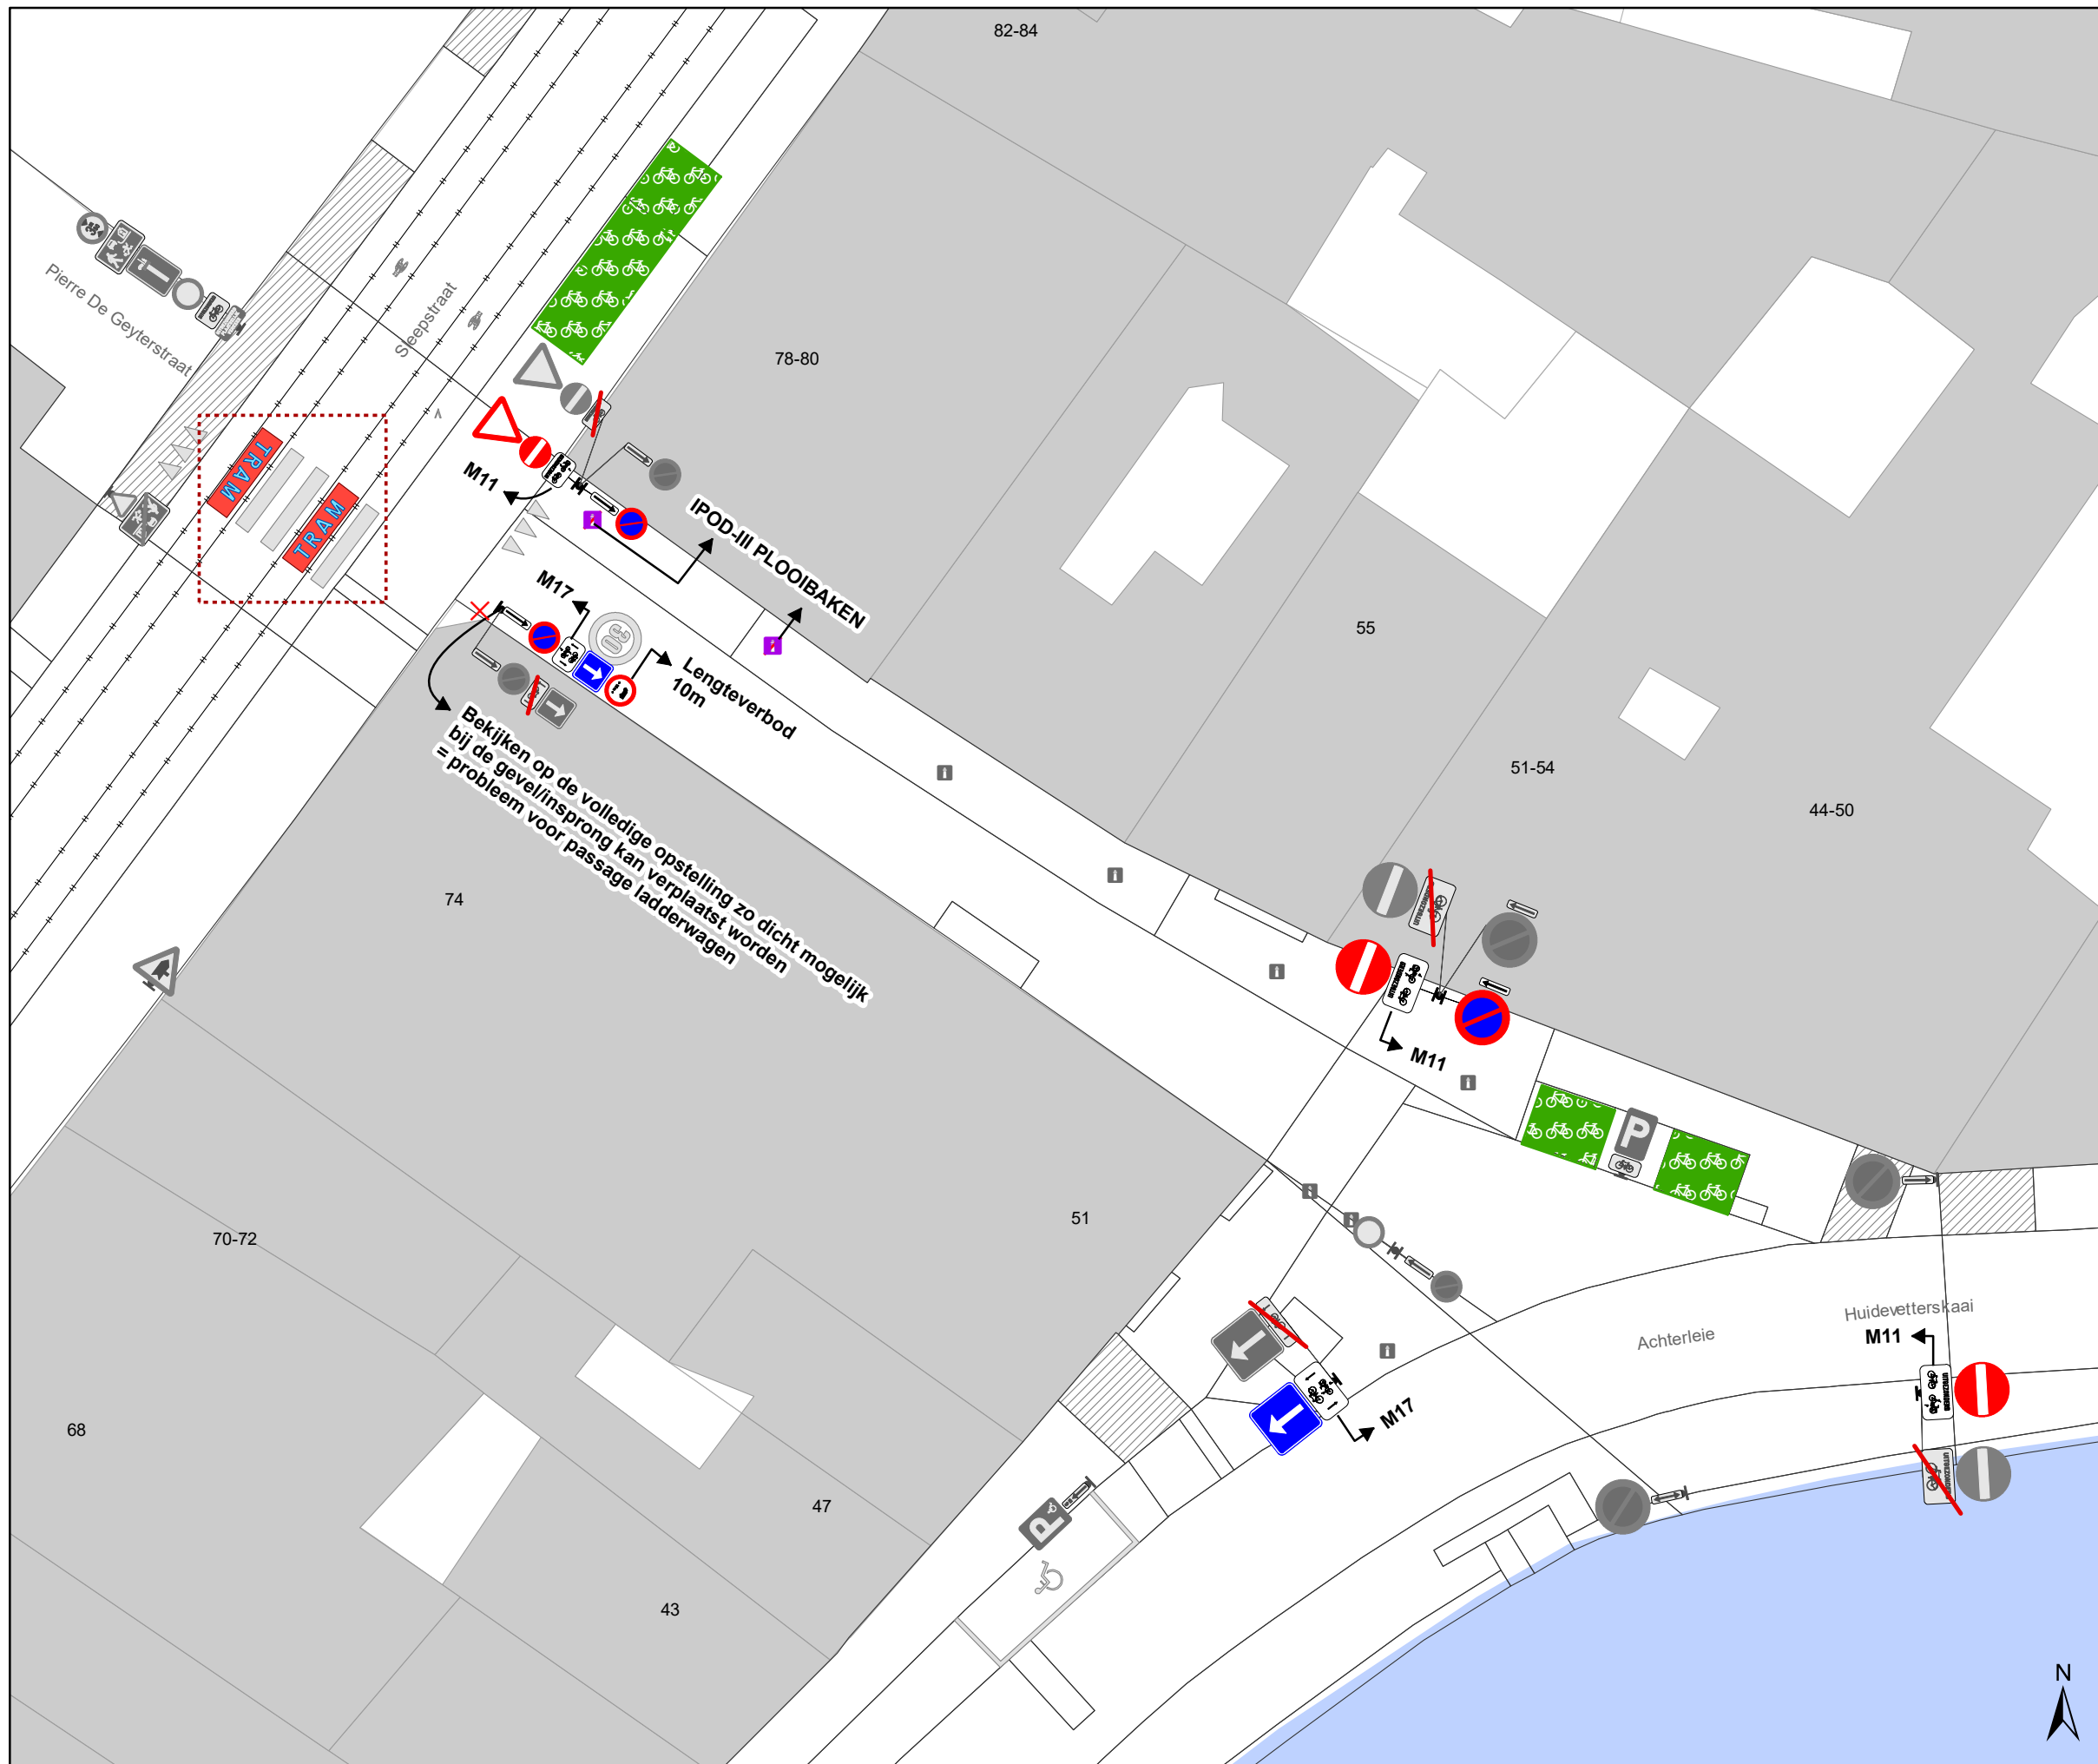 82-84
Pierre De Geyterstraat
Sleepstraat
78-80
TRAM
TRAM
M11
IPOD-III PLOOIBAKEN
M17
30
Lengteverbod
10m
55
Bekijken op de volledige opstelling zo dicht mogelijk
bij de gevel/insprong kan verplaatst worden
= probleem voor passage ladderwagen
51-54
44-50
74
M11
P
51
70-72
Huidevetterskaai
M11
Achterleie
UITGEZONDERD
M17
68
47
P
43
N